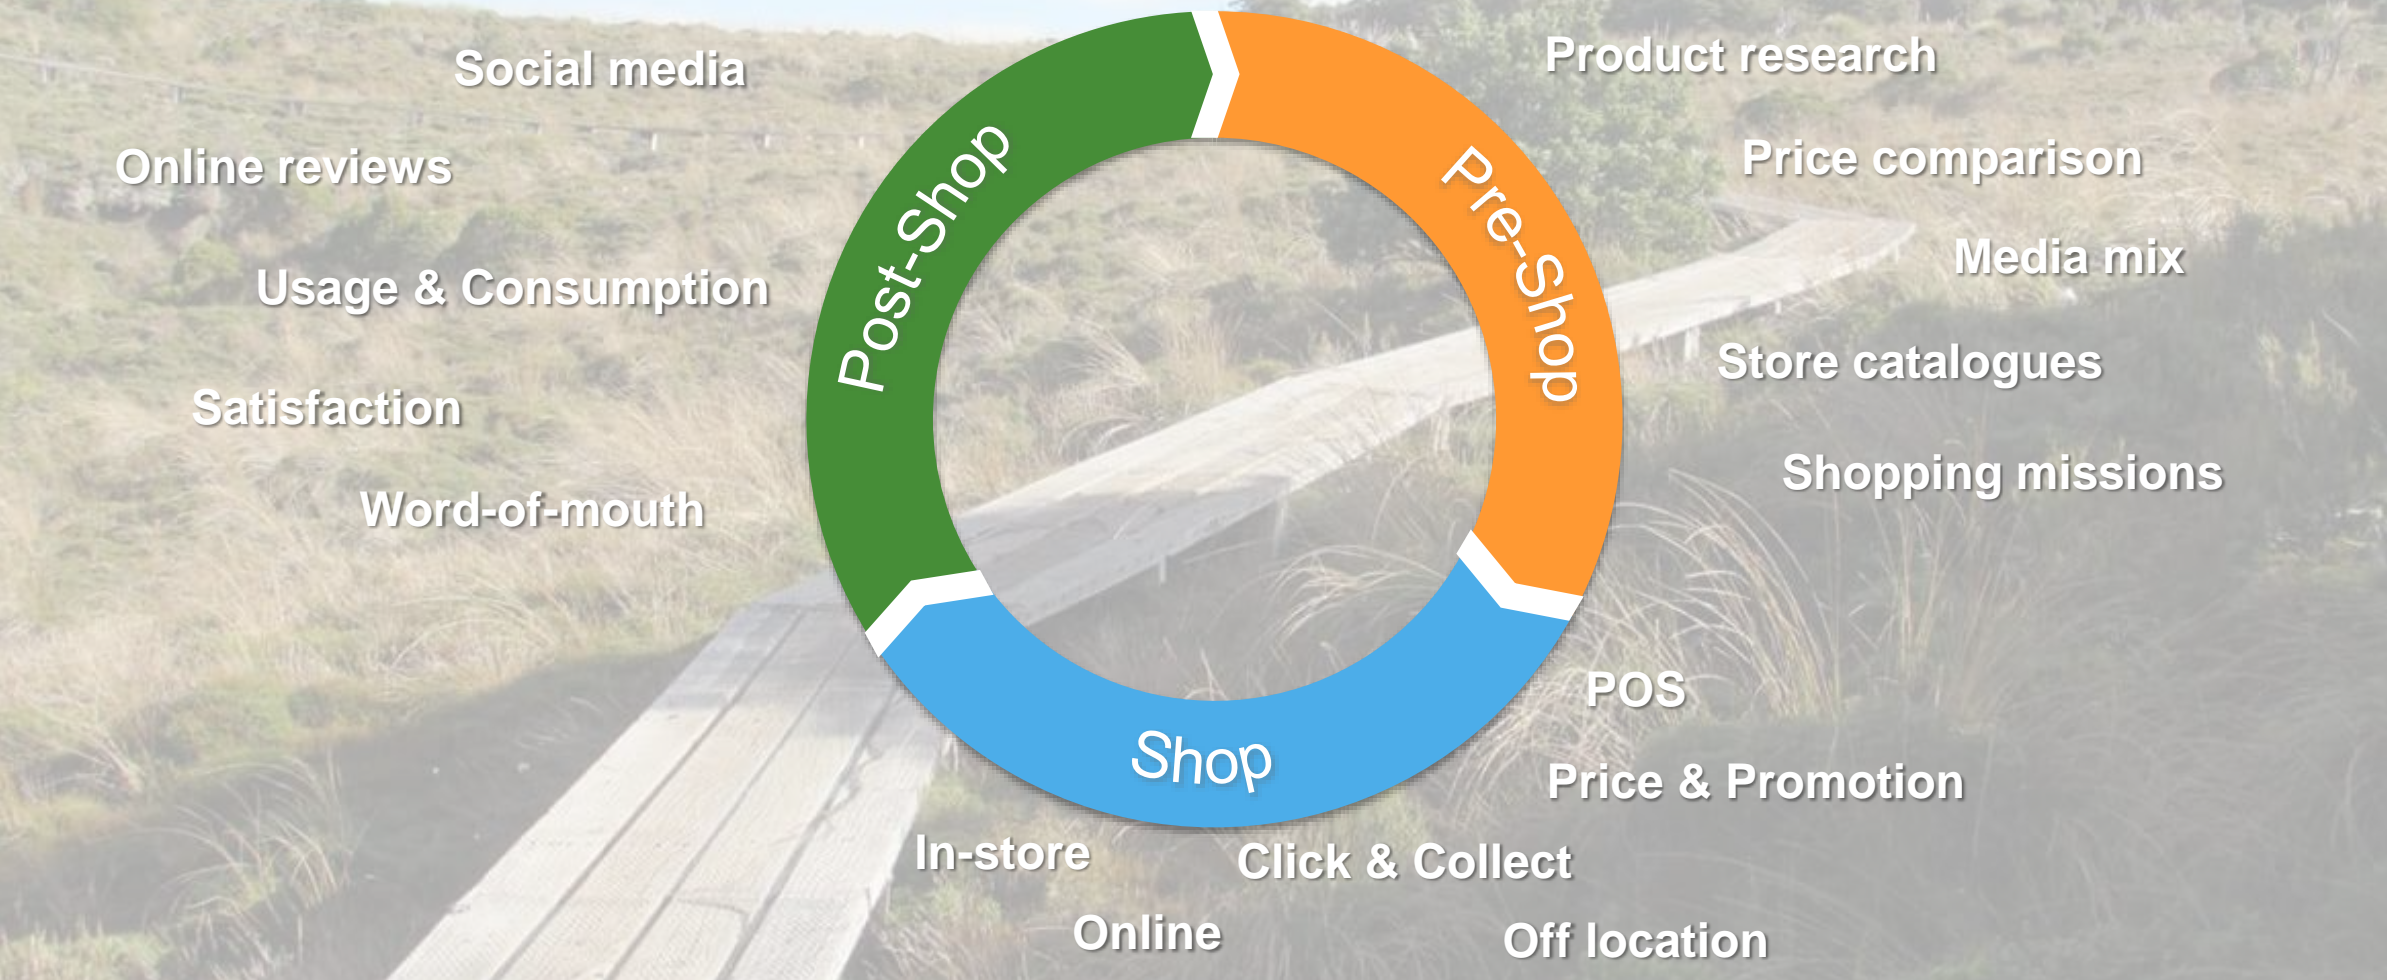 Social media
Online reviews
Usage & Consumption
Satisfaction
Word-of-mouth
Post-Shop
Pre-Shop
Shop
Product research
Price comparison
Media mix
Store catalogues
Shopping missions
POS
Price & Promotion
In-store
Click & Collect
Online
Off location